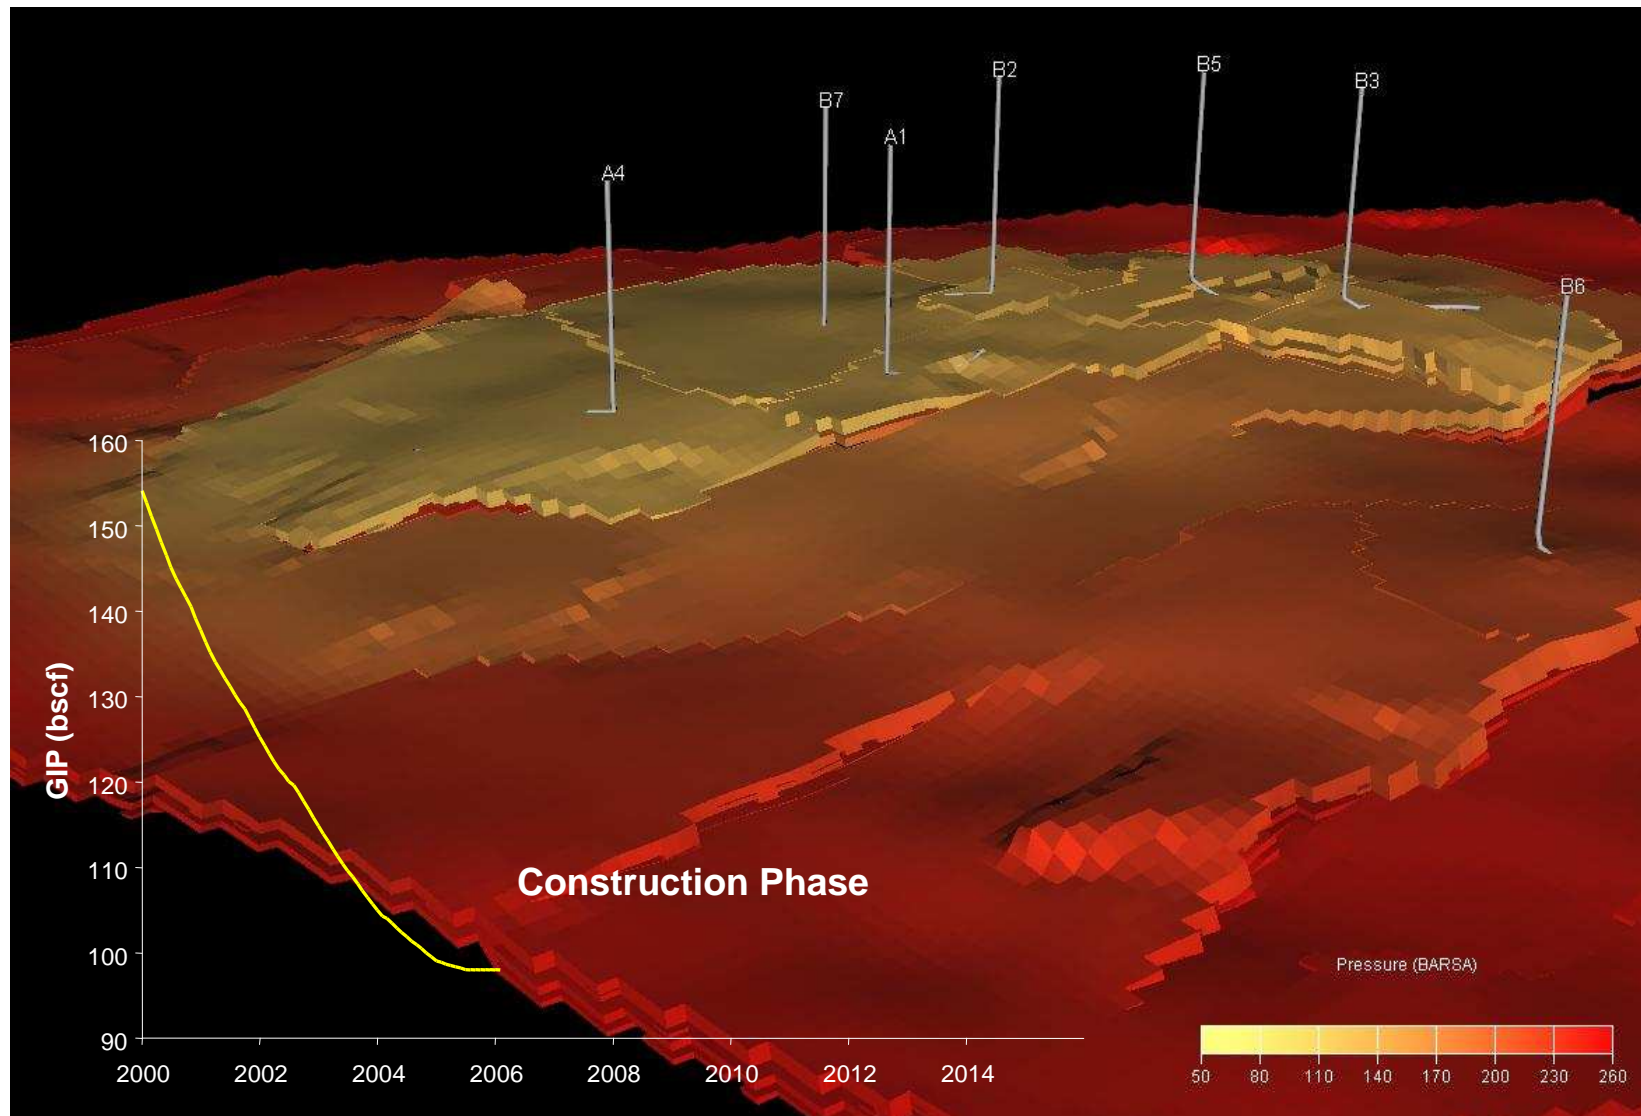 B2
B5
B3
B7
A1
A4
B6
160
150
140
130
120
110
100
90
GIP (bscf)
Construction Phase
2000 2002 2004 2006 2008 2010 2012 2014
Pressure (BARSA)
50 80 110 140 170 200 230 260